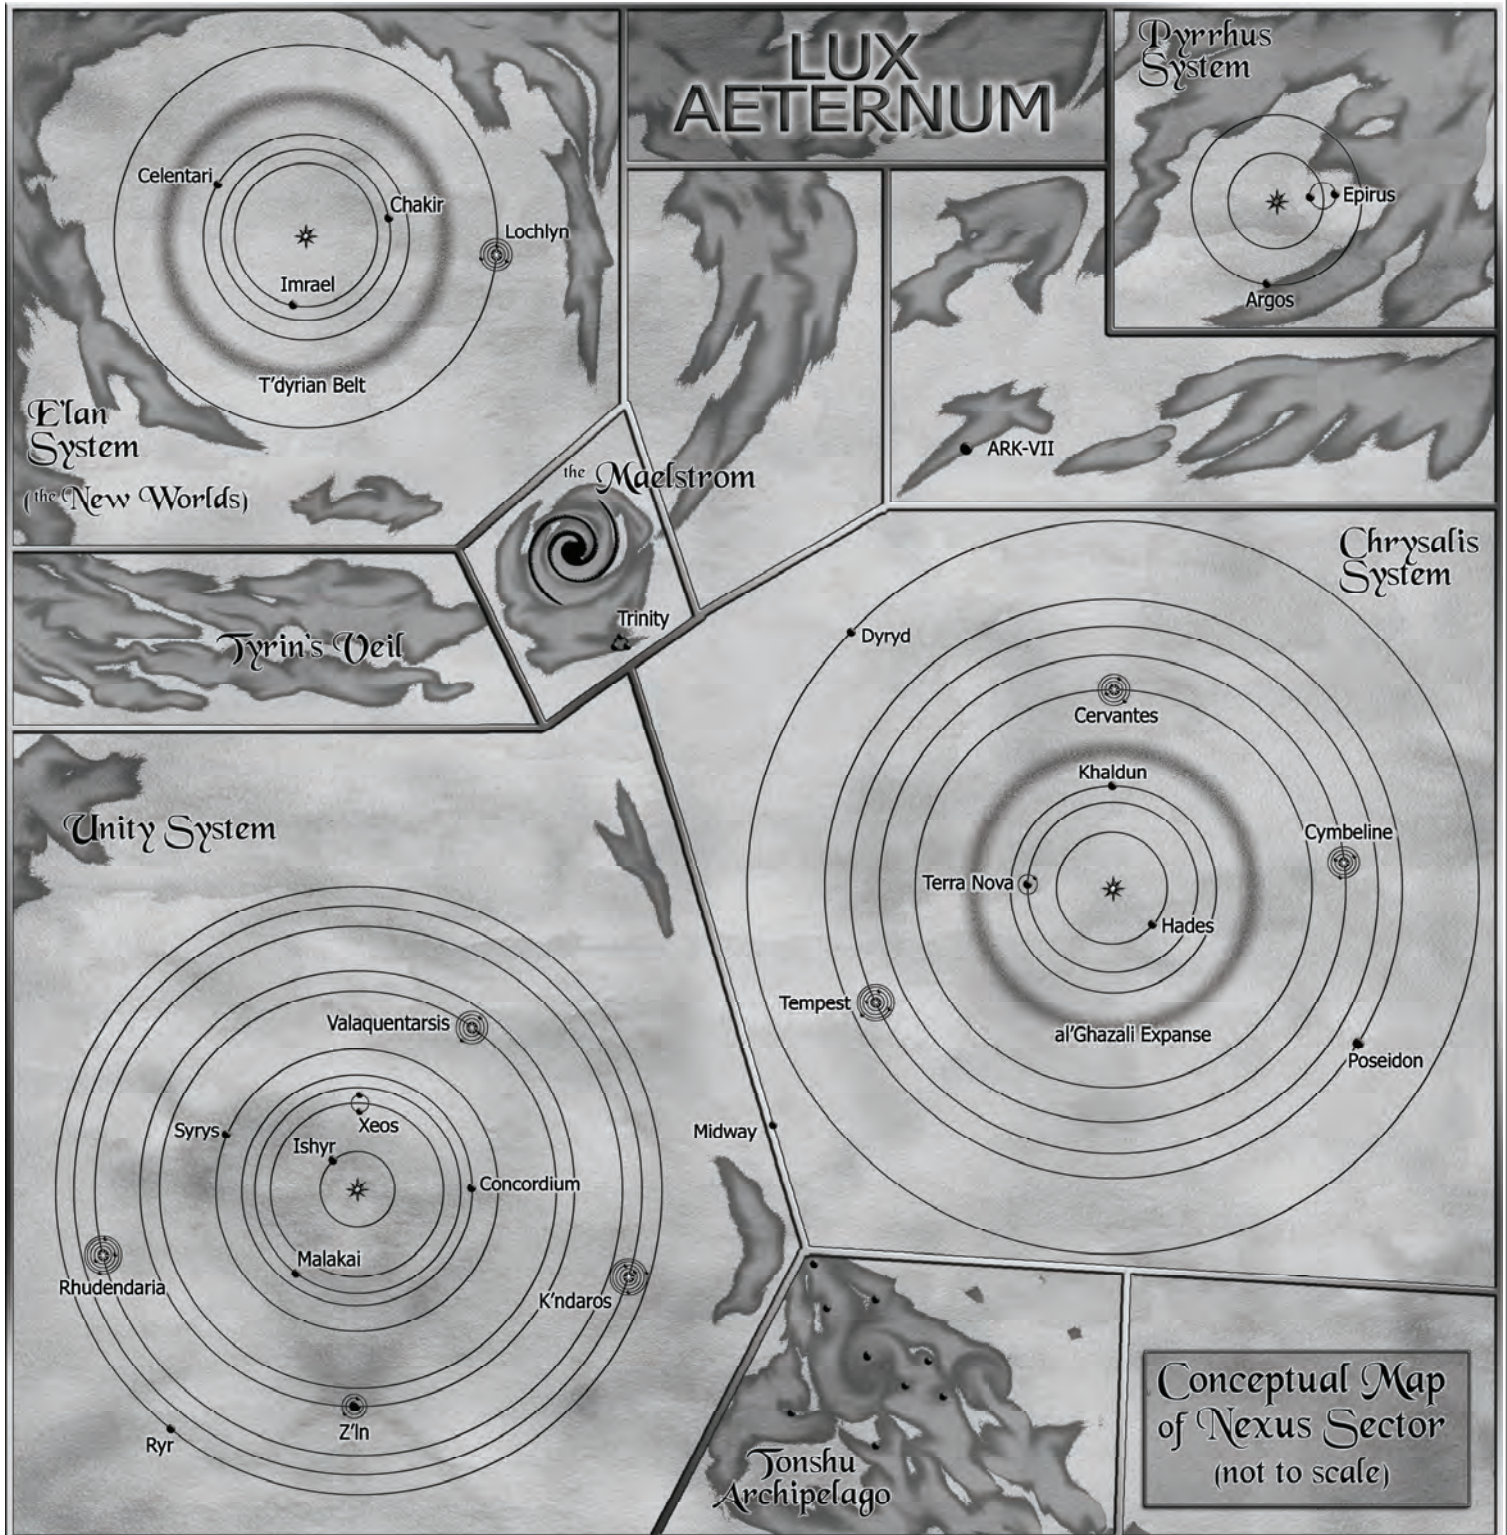 LUX
AETERNUM
Pyrrhus
System
Epirus
Argos
Celentari
Chakir
Lochlyn
Imrael
T'dyrian Belt
E'lan
System
(the New Worlds)
ARK-VII
the Maelstrom
Trinity
Tyrin's Veil
Chrysalis
System
Dyryd
Cervantes
Khaldun
Cymbeline
Terra Nova
Hades
Tempest
al'Ghazali Expanse
Poseidon
Unity System
Valaquentarsis
Midway
Syrys
Xeos
Ishyr
Concordium
Malakai
Rhudendaria
K'ndaros
Z'ln
Ryr
Tonshu
Archipelago
Conceptual Map
of Nexus Sector
(not to scale)